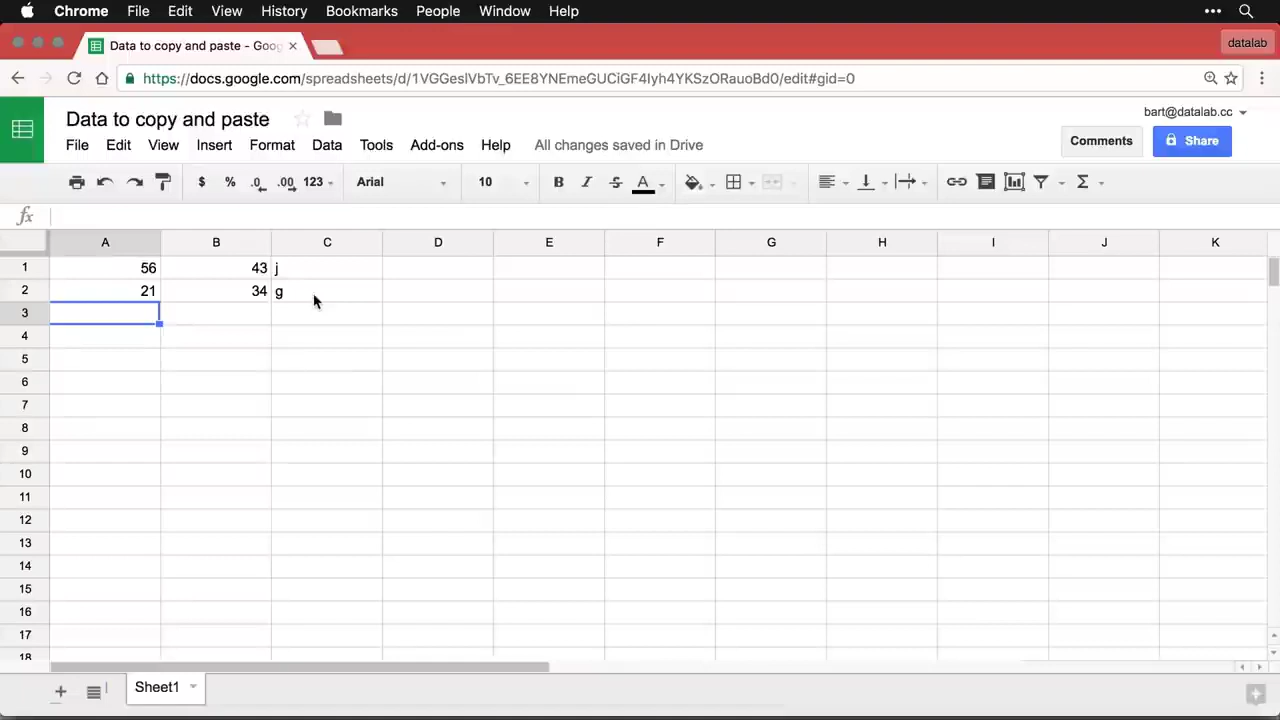 Chrome File Edit View History Bookmarks People Window Help
Data to copy and paste - Goog
datalab
https://docs.google.com/spreadsheets/d/1VGGeslVbTv_6EE8YNEmeGUCiGF4Iyh4YKSzORauoBd0/edit#gid=0
Data to copy and paste
bart@datalab.cc
File Edit View Insert Format Data Tools Add-ons Help All changes saved in Drive
Comments Share
$ % .0 .00 123 Arial 10 B I S A Σ
fx
A B C D E F G H I J K
1 56 43 j
2 21 34 g
3
4
5
6
7
8
9
10
11
12
13
14
15
16
17
18
+ Sheet1